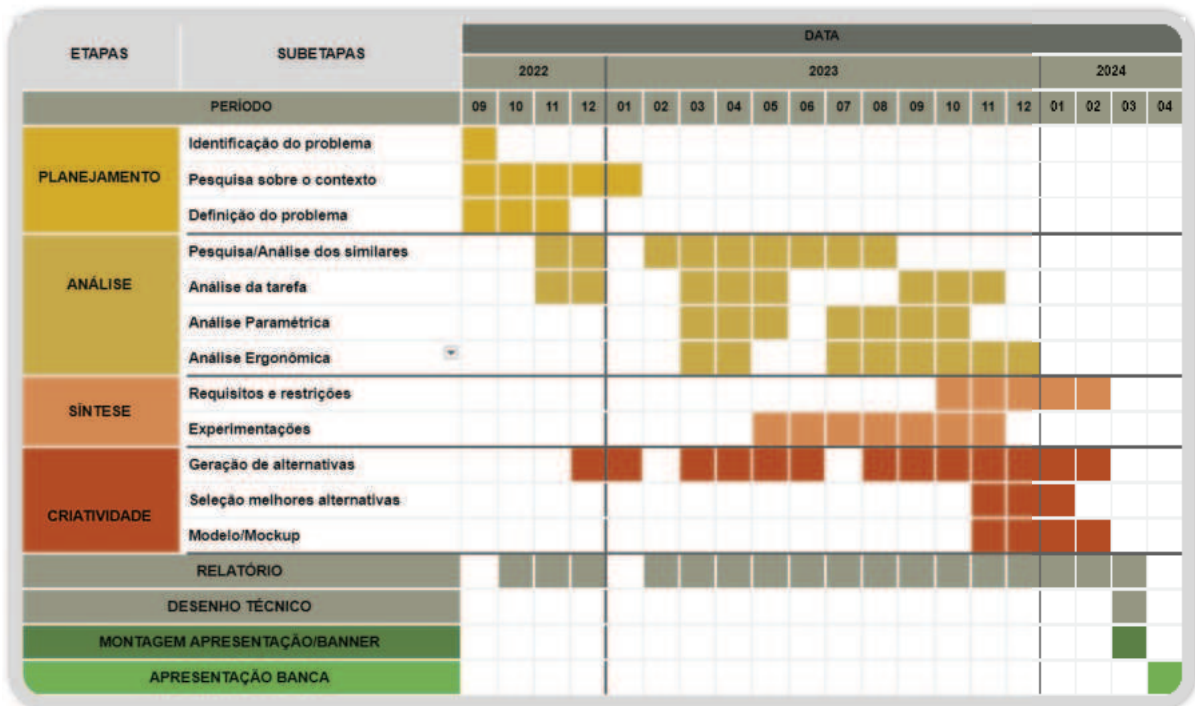 DATA
ETAPAS SUBETAPAS
2022 2023 2024
PERÍODO 09 10 11 12 01 02 03 04 05 06 07 08 09 10 11 12 01 02 03 04
Identificação do problema
PLANEJAMENTO Pesquisa sobre o contexto
Definição do problema
Pesquisa/Análise dos similares
ANÁLISE Análise da tarefa
Análise Paramétrica
Análise Ergonômica
Requisitos e restrições
SÍNTESE
Experimentações
Geração de alternativas
Seleção melhores alternativas
CRIATIVIDADE
Modelo/Mockup
RELATÓRIO
DESENHO TÉCNICO
MONTAGEM APRESENTAÇÃO/BANNER
APRESENTAÇÃO BANCA